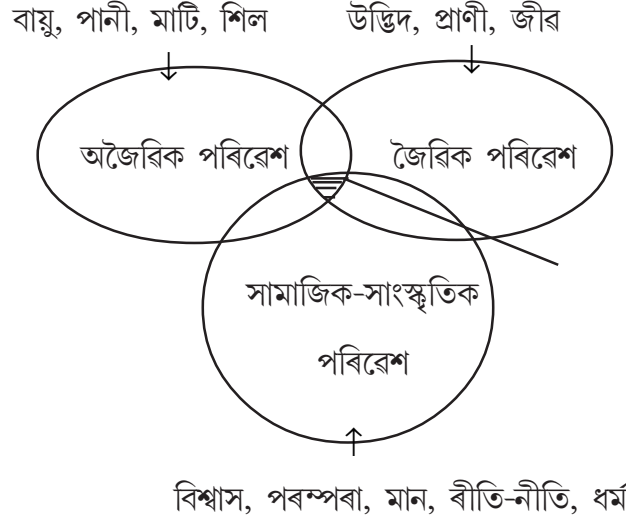 বায়ু, পানী, মাটি, শিল
উদ্ভিদ, প্ৰাণী, জীৱ
অজৈৱিক পৰিৱেশ
জৈৱিক পৰিৱেশ
সামাজিক-সাংস্কৃতিক
পৰিৱেশ
বিশ্বাস, পৰম্পৰা, মান, ৰীতি-নীতি, ধৰ্ম